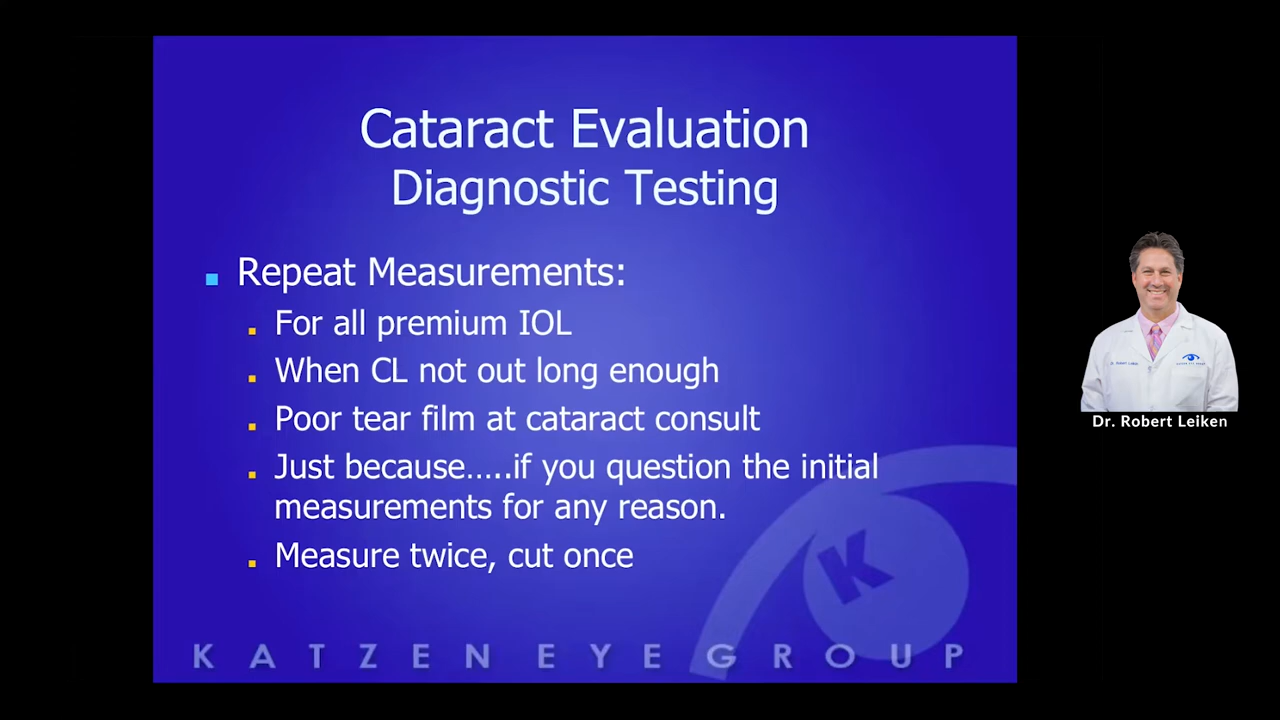 Cataract Evaluation
Diagnostic Testing
Repeat Measurements:
For all premium IOL
When CL not out long enough
Poor tear film at cataract consult
Just because.....if you question the initial
measurements for any reason.
Measure twice, cut once
K
KATZEN EYE GROUP
Dr. Robert Leiken